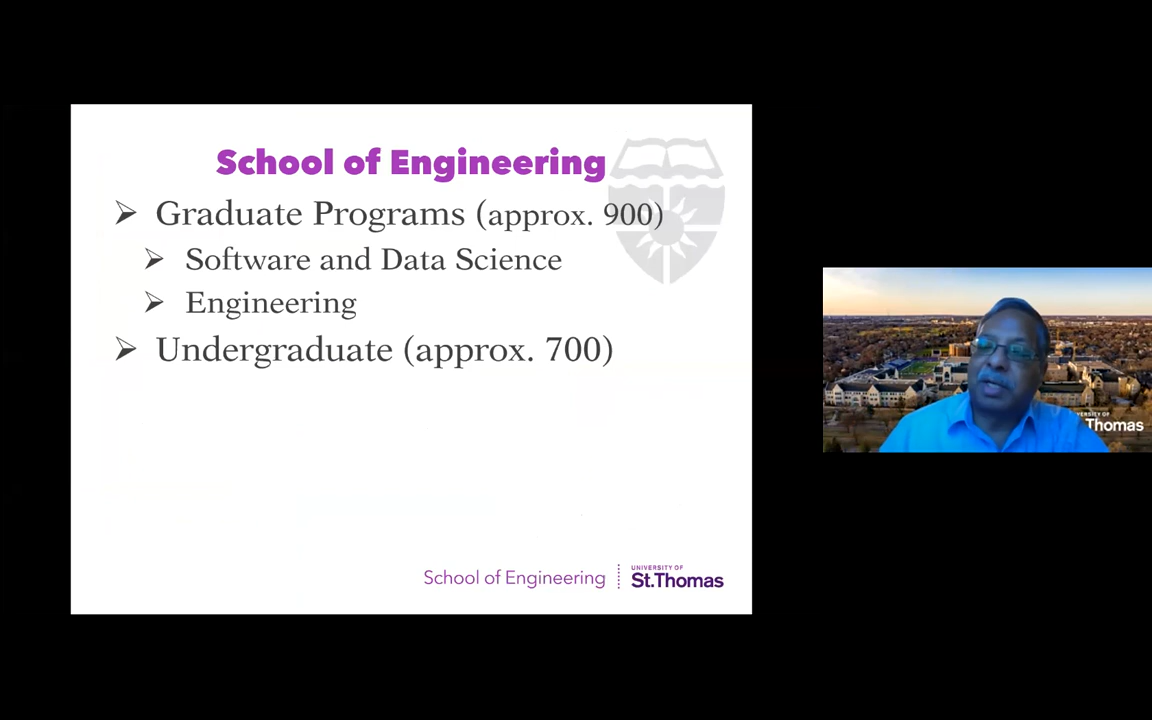 School of Engineering
➢ Graduate Programs (approx. 900)
➢ Software and Data Science
➢ Engineering
➢ Undergraduate (approx. 700)
School of Engineering
UNIVERSITY OF
St.Thomas
Thomas